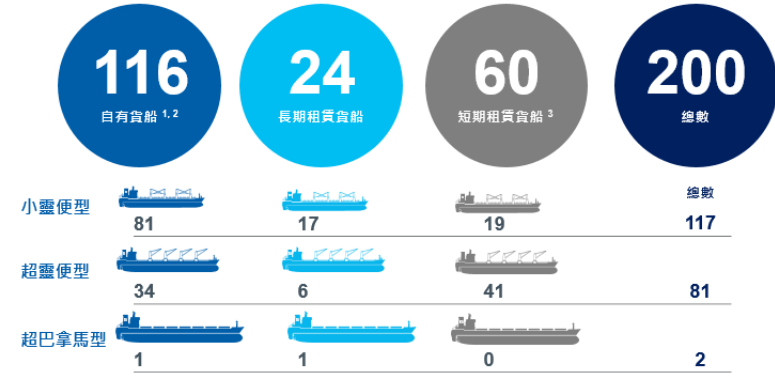 116
自有貨船 1, 2
24
長期租賃貨船
60
短期租賃貨船 3
200
總數
總數
小靈便型
81
17
19
117
超靈便型
34
6
41
81
超巴拿馬型
1
1
0
2